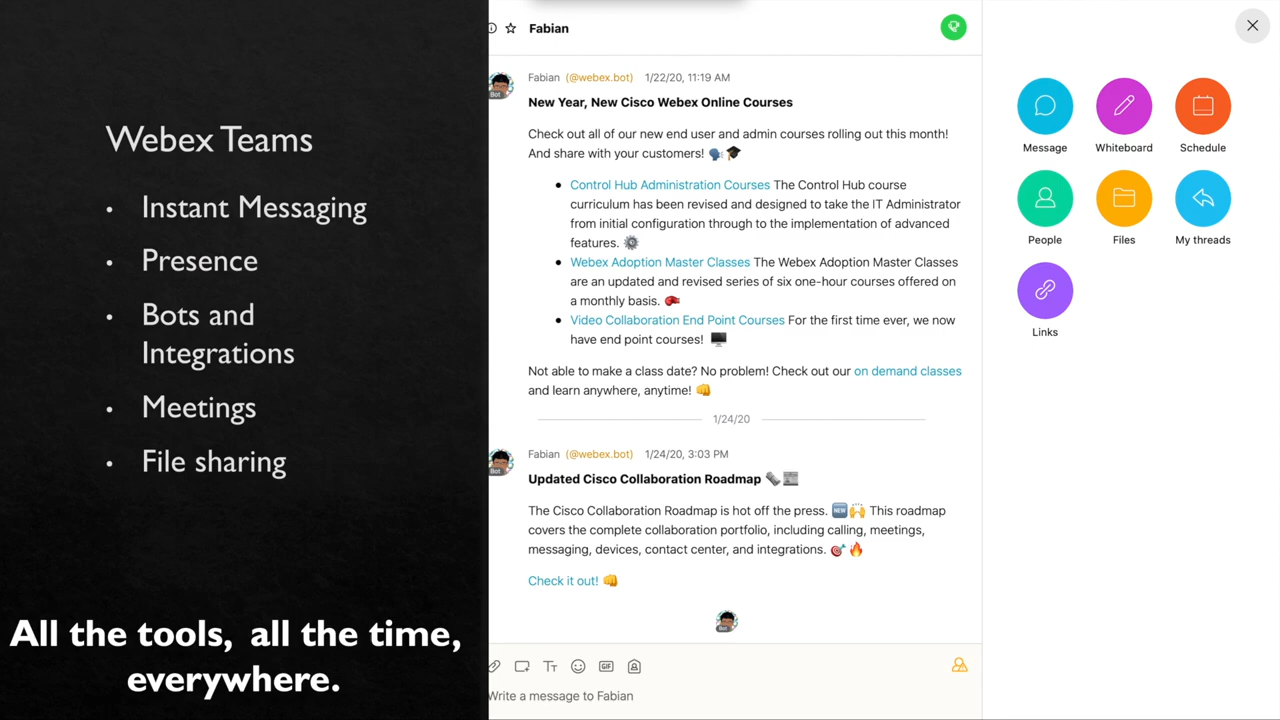 Webex Teams
• Instant Messaging
• Presence
• Bots and
Integrations
• Meetings
• File sharing
All the tools, all the time,
everywhere.
Fabian
Fabian (@webex.bot) 1/22/20, 11:19 AM
Bot
New Year, New Cisco Webex Online Courses
Check out all of our new end user and admin courses rolling out this month!
And share with your customers! 🗣️🎓
• Control Hub Administration Courses The Control Hub course
curriculum has been revised and designed to take the IT Administrator
from initial configuration through to the implementation of advanced
features. ⚙️
• Webex Adoption Master Classes The Webex Adoption Master Classes
are an updated and revised series of six one-hour courses offered on
a monthly basis. 🥊
• Video Collaboration End Point Courses For the first time ever, we now
have end point courses! 🖥️
Not able to make a class date? No problem! Check out our on demand classes
and learn anywhere, anytime! 👊
1/24/20
Fabian (@webex.bot) 1/24/20, 3:03 PM
Bot
Updated Cisco Collaboration Roadmap 🗞️📰
The Cisco Collaboration Roadmap is hot off the press. 🆕🙌 This roadmap
covers the complete collaboration portfolio, including calling, meetings,
messaging, devices, contact center, and integrations. 🎯🔥
Check it out! 👊
Bot
Tт GIF
Write a message to Fabian
Message Whiteboard Schedule
People Files My threads
Links